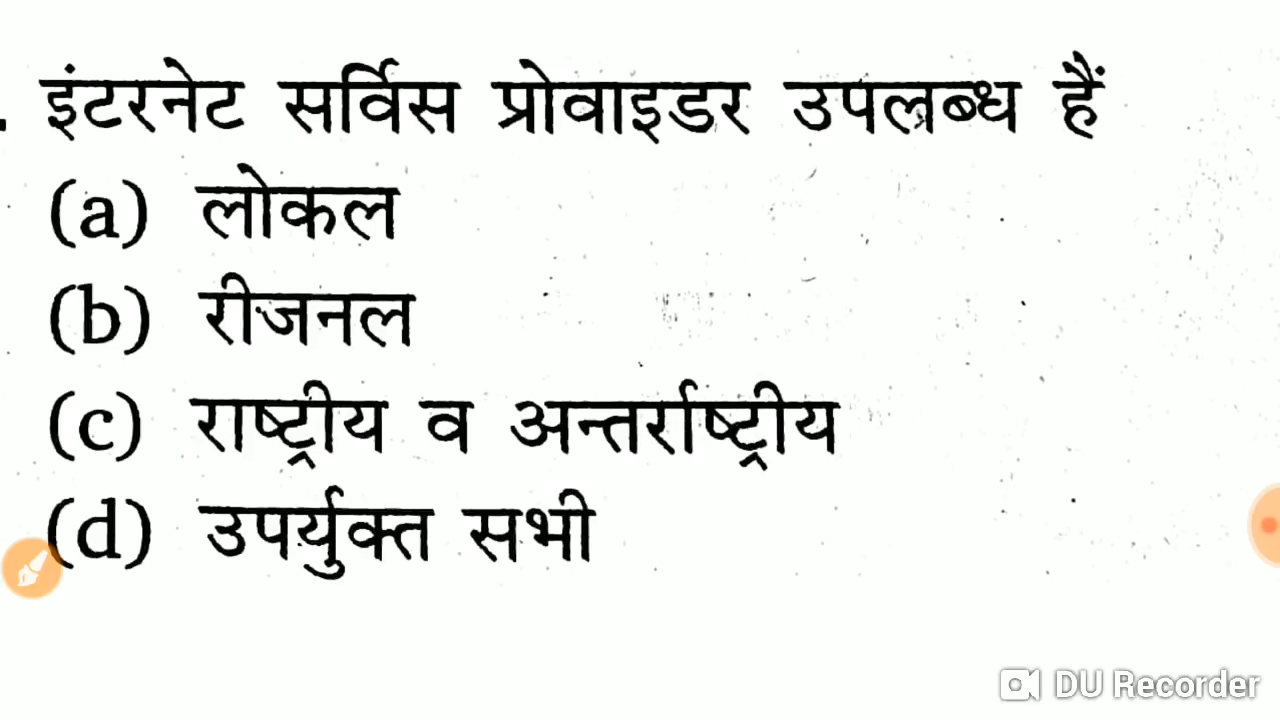 . इंटरनेट सर्विस प्रोवाइडर उपलब्ध हैं
(a) लोकल
(b) रीजनल
(c) राष्ट्रीय व अन्तर्राष्ट्रीय
(d) उपर्युक्त सभी
DU Recorder